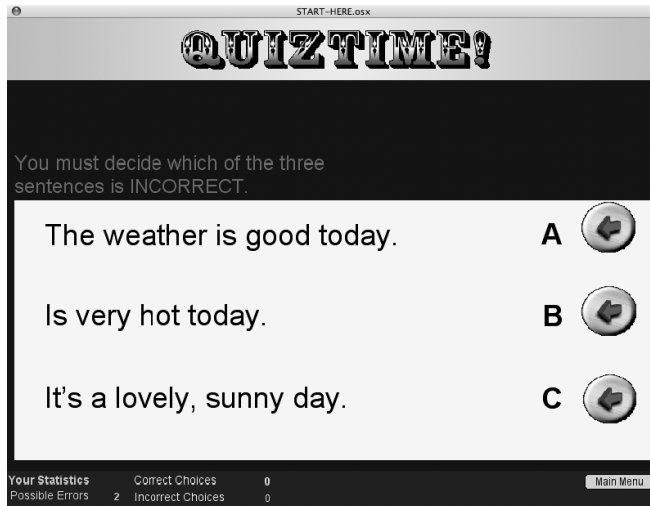 START-HERE.osx
QUIZTIME!
You must decide which of the three
sentences is INCORRECT.
The weather is good today. A
Is very hot today. B
It's a lovely, sunny day. C
Your Statistics Correct Choices 0 Main Menu
Possible Errors 2 Incorrect Choices 0